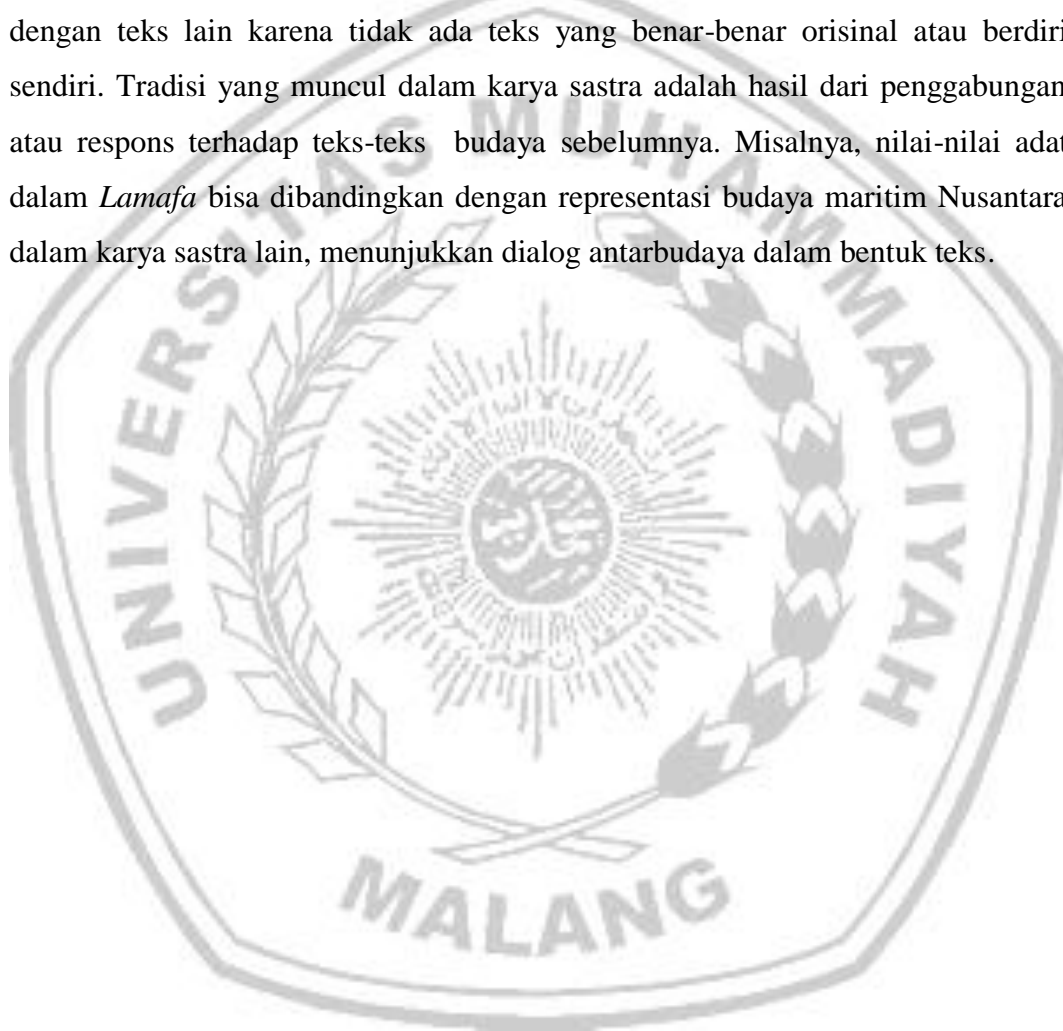 dengan teks lain karena tidak ada teks yang benar-benar orisinal atau berdiri
sendiri. Tradisi yang muncul dalam karya sastra adalah hasil dari penggabungan
atau respons terhadap teks-teks budaya sebelumnya. Misalnya, nilai-nilai adat
dalam Lamafa bisa dibandingkan dengan representasi budaya maritim Nusantara
dalam karya sastra lain, menunjukkan dialog antarbudaya dalam bentuk teks.
UNIVERSITAS MUHAMMADIYAH
MALANG